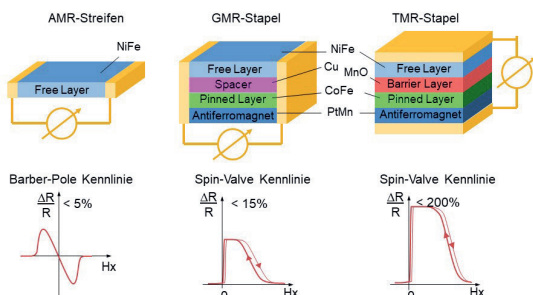 AMR-Streifen
GMR-Stapel
TMR-Stapel
NiFe
Free Layer
NiFe
Cu
MnO
CoFe
PtMn
Free Layer
Spacer
Pinned Layer
Antiferromagnet
Free Layer
Barrier Layer
Pinned Layer
Antiferromagnet
Barber-Pole Kennlinie
Spin-Valve Kennlinie
Spin-Valve Kennlinie
ΔR
R
< 5%
Hx
ΔR
R
< 15%
Hx
ΔR
R
< 200%
Hx